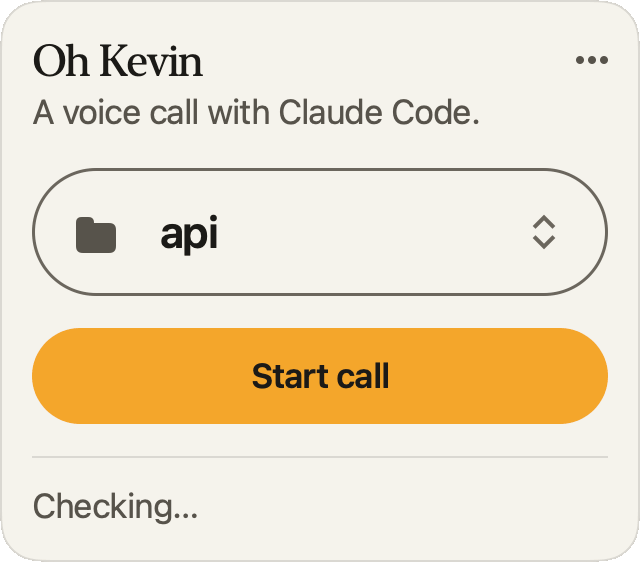 Oh Kevin
A voice call with Claude Code.
api
Start call
Checking...